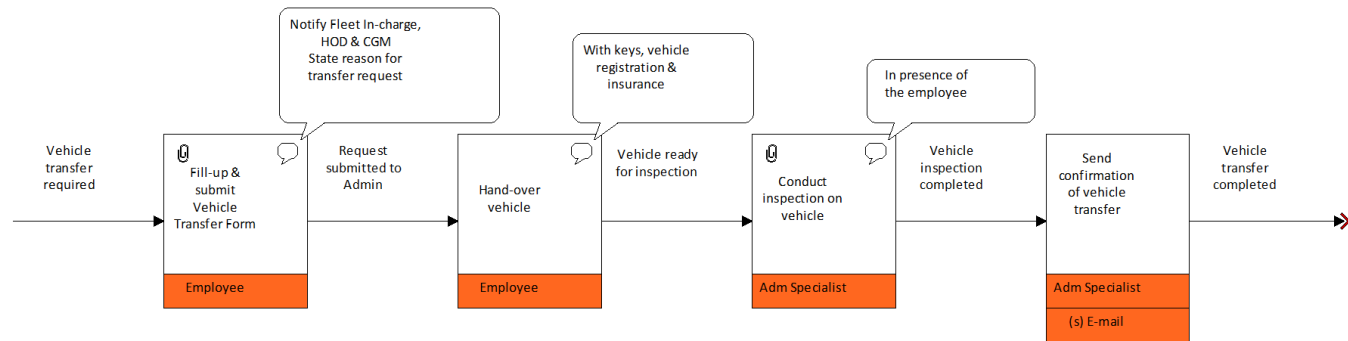 Notify Fleet In-charge,
HOD & CGM
State reason for
transfer request
With keys, vehicle
registration &
insurance
In presence of
the employee
Vehicle
transfer
required
Fill-up &
submit
Vehicle
Transfer Form
Employee
Request
submitted to
Admin
Hand-over
vehicle
Employee
Vehicle ready
for inspection
Conduct
inspection on
vehicle
Adm Specialist
Vehicle
inspection
completed
Send
confirmation
of vehicle
transfer
Adm Specialist
(s) E-mail
Vehicle
transfer
completed